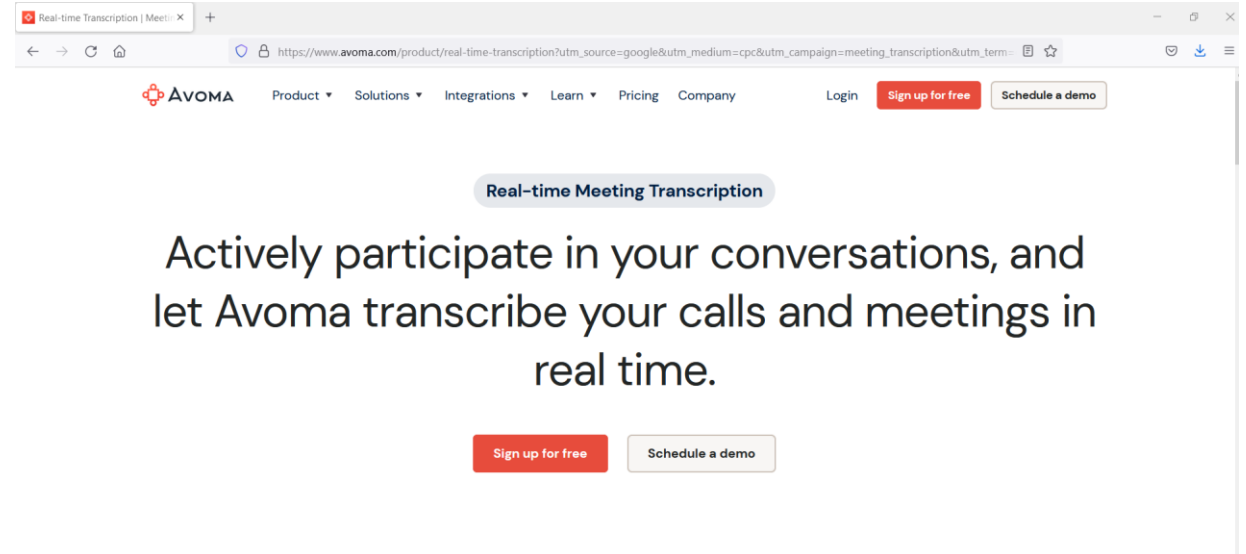 Real-time Transcription | Meeti
https://www.avoma.com/product/real-time-transcription?utm_source=google&utm_medium=cpc&utm_campaign=meeting_transcription&utm_term=
AVOMA Product Solutions Integrations Learn Pricing Company Login Sign up for free Schedule a demo
Real-time Meeting Transcription
Actively participate in your conversations, and
let Avoma transcribe your calls and meetings in
real time.
Sign up for free Schedule a demo